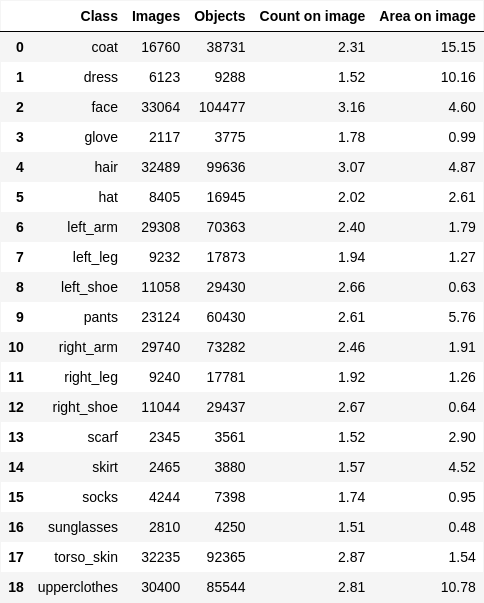 Class Images Objects Count on image Area on image
0 coat 16760 38731 2.31 15.15
1 dress 6123 9288 1.52 10.16
2 face 33064 104477 3.16 4.60
3 glove 2117 3775 1.78 0.99
4 hair 32489 99636 3.07 4.87
5 hat 8405 16945 2.02 2.61
6 left_arm 29308 70363 2.40 1.79
7 left_leg 9232 17873 1.94 1.27
8 left_shoe 11058 29430 2.66 0.63
9 pants 23124 60430 2.61 5.76
10 right_arm 29740 73282 2.46 1.91
11 right_leg 9240 17781 1.92 1.26
12 right_shoe 11044 29437 2.67 0.64
13 scarf 2345 3561 1.52 2.90
14 skirt 2465 3880 1.57 4.52
15 socks 4244 7398 1.74 0.95
16 sunglasses 2810 4250 1.51 0.48
17 torso_skin 32235 92365 2.87 1.54
18 upperclothes 30400 85544 2.81 10.78